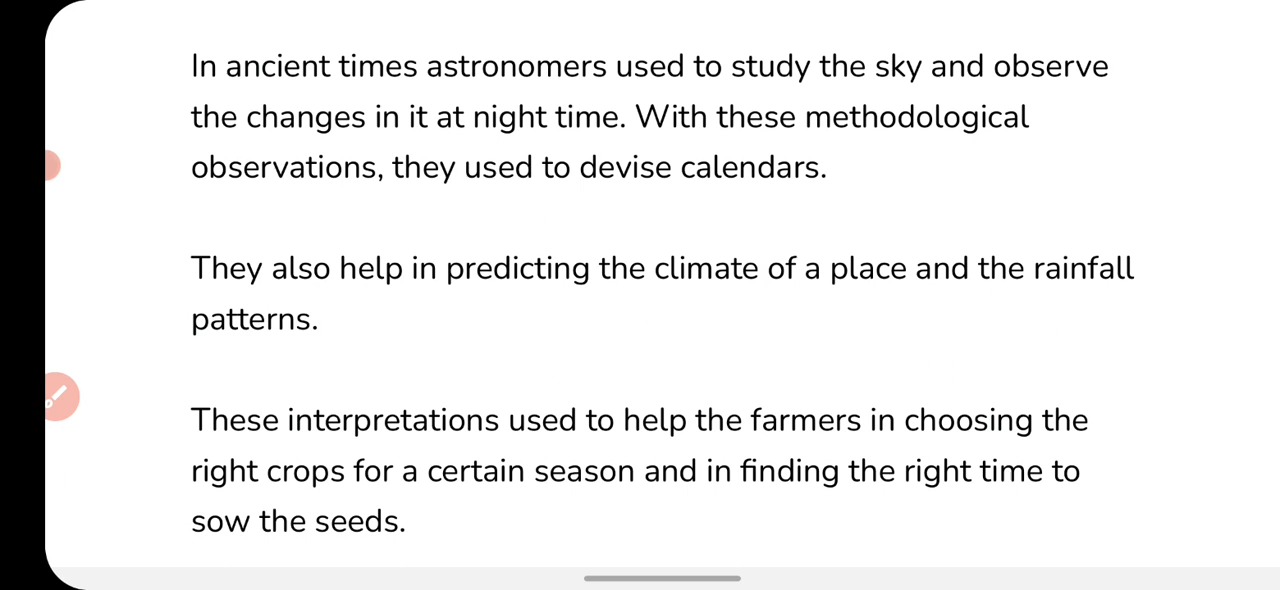 In ancient times astronomers used to study the sky and observe
the changes in it at night time. With these methodological
observations, they used to devise calendars.
They also help in predicting the climate of a place and the rainfall
patterns.
These interpretations used to help the farmers in choosing the
right crops for a certain season and in finding the right time to
sow the seeds.